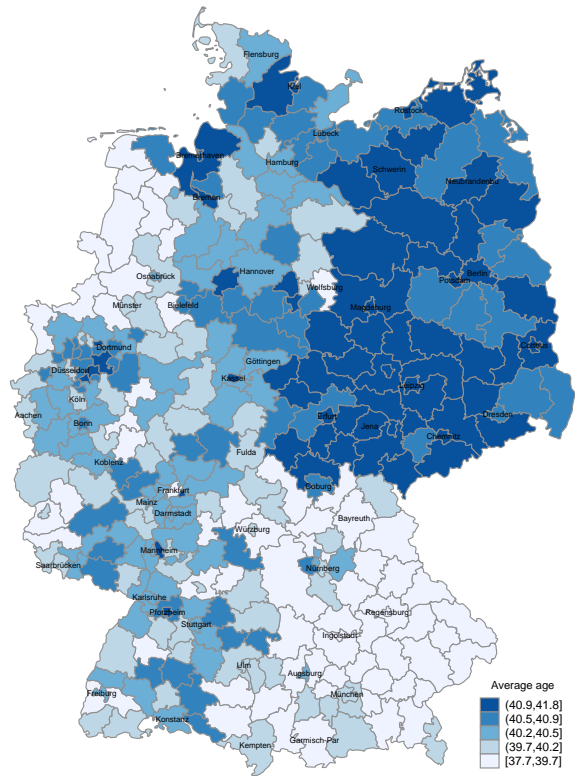 Flensburg
Kiel
Rostock
Lübeck
Bremerhaven
Hamburg
Schwerin
Neubrandenbu
Bremen
Osnabrück
Hannover
Wolfsburg
Berlin
Potsdam
Münster
Bielefeld
Magdeburg
Dortmund
Cottbus
Düsseldorf
Göttingen
Kassel
Leipzig
Köln
Aachen
Bonn
Erfurt
Jena
Dresden
Chemnitz
Koblenz
Fulda
Frankfurt
Coburg
Mainz
Darmstadt
Bayreuth
Würzburg
Mannheim
Saarbrücken
Nürnberg
Karlsruhe
Pforzheim
Stuttgart
Regensburg
Ingolstadt
Ulm
Augsburg
Freiburg
München
Konstanz
Kempten
Garmisch-Par
Average age
(40.9,41.8]
(40.5,40.9]
(40.2,40.5]
(39.7,40.2]
[37.7,39.7]